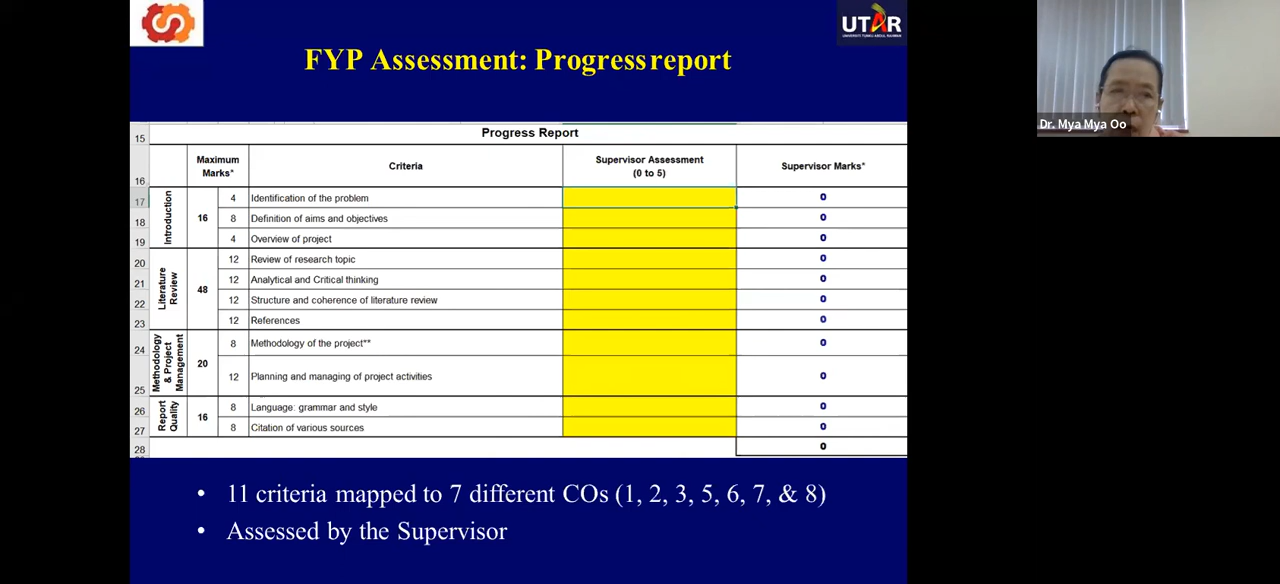 UTAR
UNIVERSITI TUNKU ABDUL RAHMAN
Dr. Mya Mya Oo
FYP Assessment: Progress report
15 Progress Report
16 Maximum Marks* Criteria Supervisor Assessment (0 to 5) Supervisor Marks*
Introduction 16
17 4 Identification of the problem 0
18 8 Definition of aims and objectives 0
19 4 Overview of project 0
Literature Review 48
20 12 Review of research topic 0
21 12 Analytical and Critical thinking 0
22 12 Structure and coherence of literature review 0
23 12 References 0
Methodology & Project Management 20
24 8 Methodology of the project** 0
25 12 Planning and managing of project activities 0
Report Quality 16
26 8 Language: grammar and style 0
27 8 Citation of various sources 0
28 0
• 11 criteria mapped to 7 different COs (1, 2, 3, 5, 6, 7, & 8)
• Assessed by the Supervisor